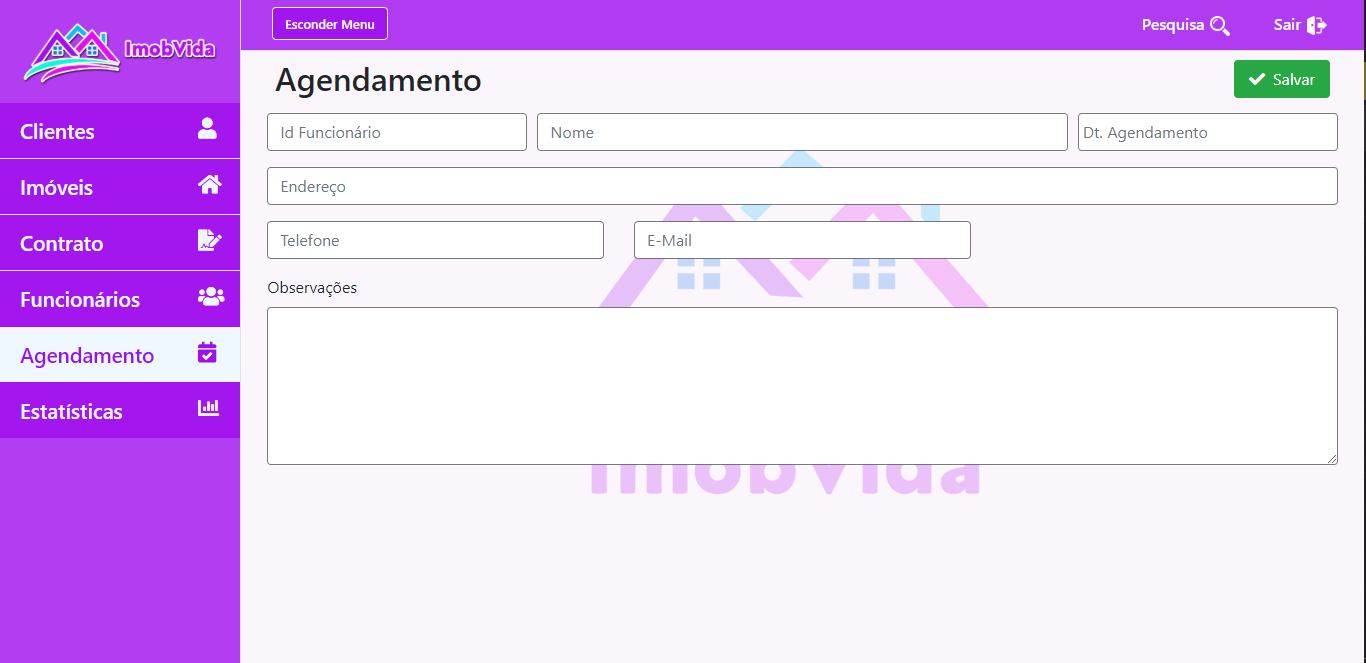 ImobVida
Esconder Menu
Pesquisa
Sair
Agendamento
Salvar
Clientes
Imóveis
Contrato
Funcionários
Agendamento
Estatísticas
Id Funcionário
Nome
Dt. Agendamento
Endereço
Telefone
E-Mail
Observações
ImobVida